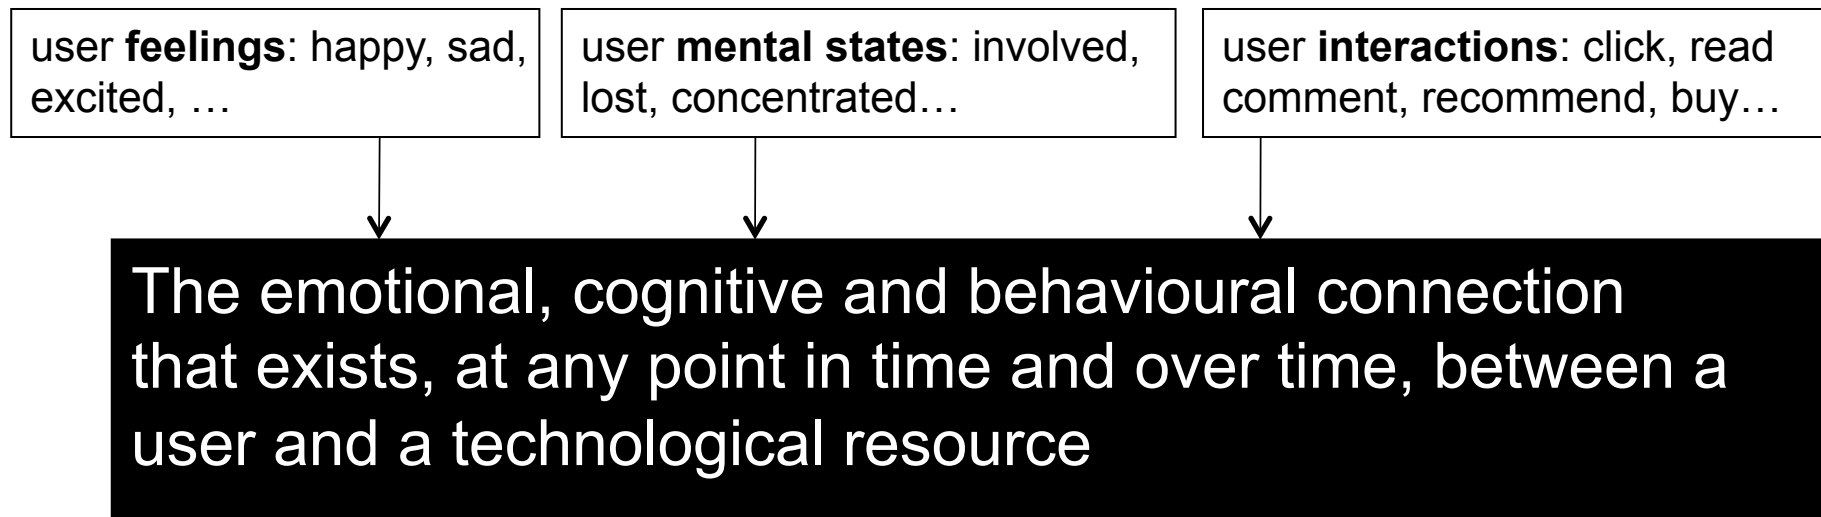 user feelings: happy, sad,
excited, …
user mental states: involved,
lost, concentrated…
user interactions: click, read
comment, recommend, buy…
The emotional, cognitive and behavioural connection
that exists, at any point in time and over time, between a
user and a technological resource